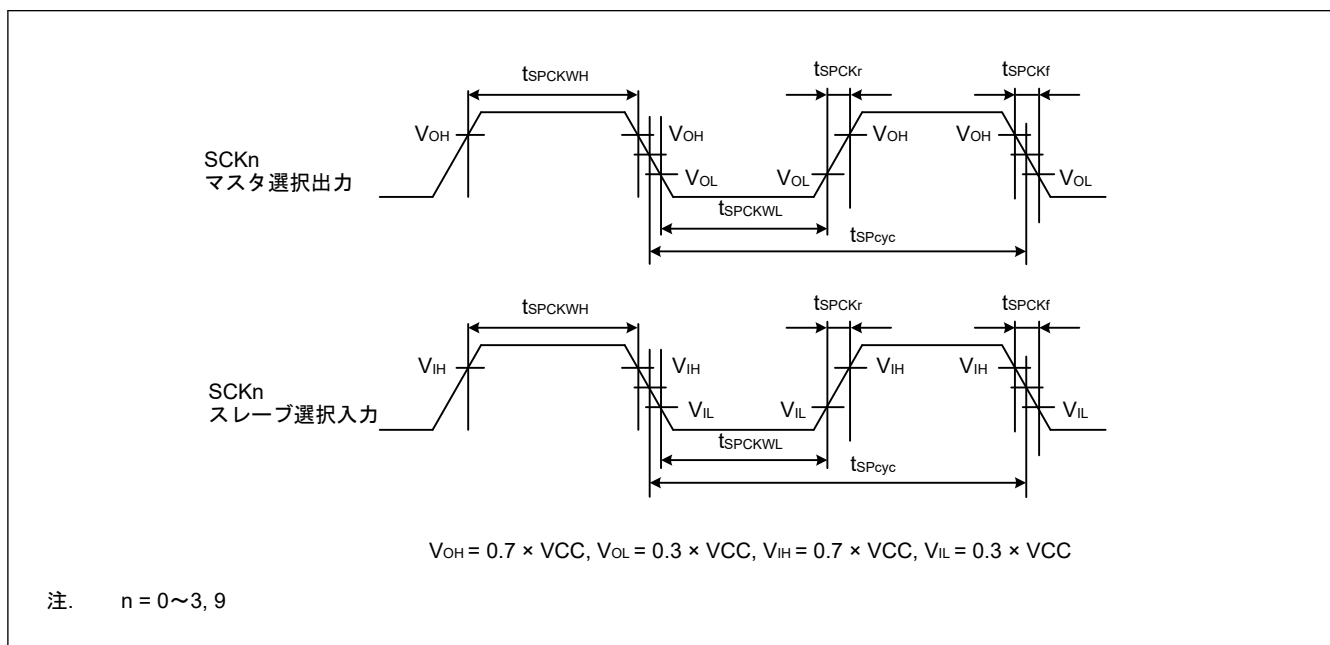 tSPCKWH
tSPCKr
tSPCKf
VOH
VOH
VOH
VOH
SCKn
マスタ選択出力
VOL
VOL
VOL
tSPCKWL
tSPcyc
tSPCKWH
tSPCKr
tSPCKf
VIH
VIH
VIH
VIH
SCKn
スレーブ選択入力
VIL
VIL
VIL
tSPCKWL
tSPcyc
VOH = 0.7 × VCC, VOL = 0.3 × VCC, VIH = 0.7 × VCC, VIL = 0.3 × VCC
注. n = 0～3, 9